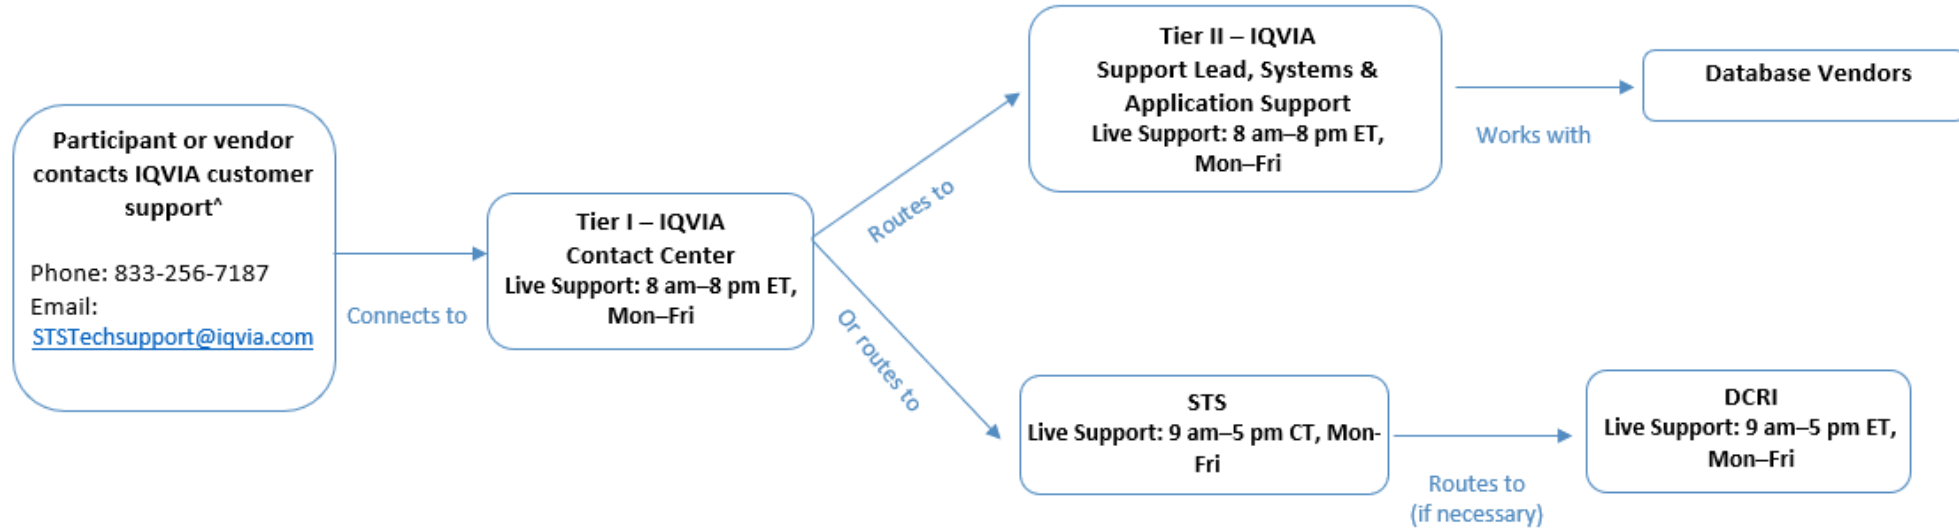 Participant or vendor
contacts IQVIA customer
support^
Phone: 833-256-7187
Email:
STSTechsupport@iqvia.com
Connects to
Tier I – IQVIA
Contact Center
Live Support: 8 am–8 pm ET,
Mon–Fri
Routes to
Tier II – IQVIA
Support Lead, Systems &
Application Support
Live Support: 8 am–8 pm ET,
Mon–Fri
Works with
Database Vendors
Or routes to
STS
Live Support: 9 am–5 pm CT, Mon-
Fri
Routes to
(if necessary)
DCRI
Live Support: 9 am–5 pm ET,
Mon–Fri